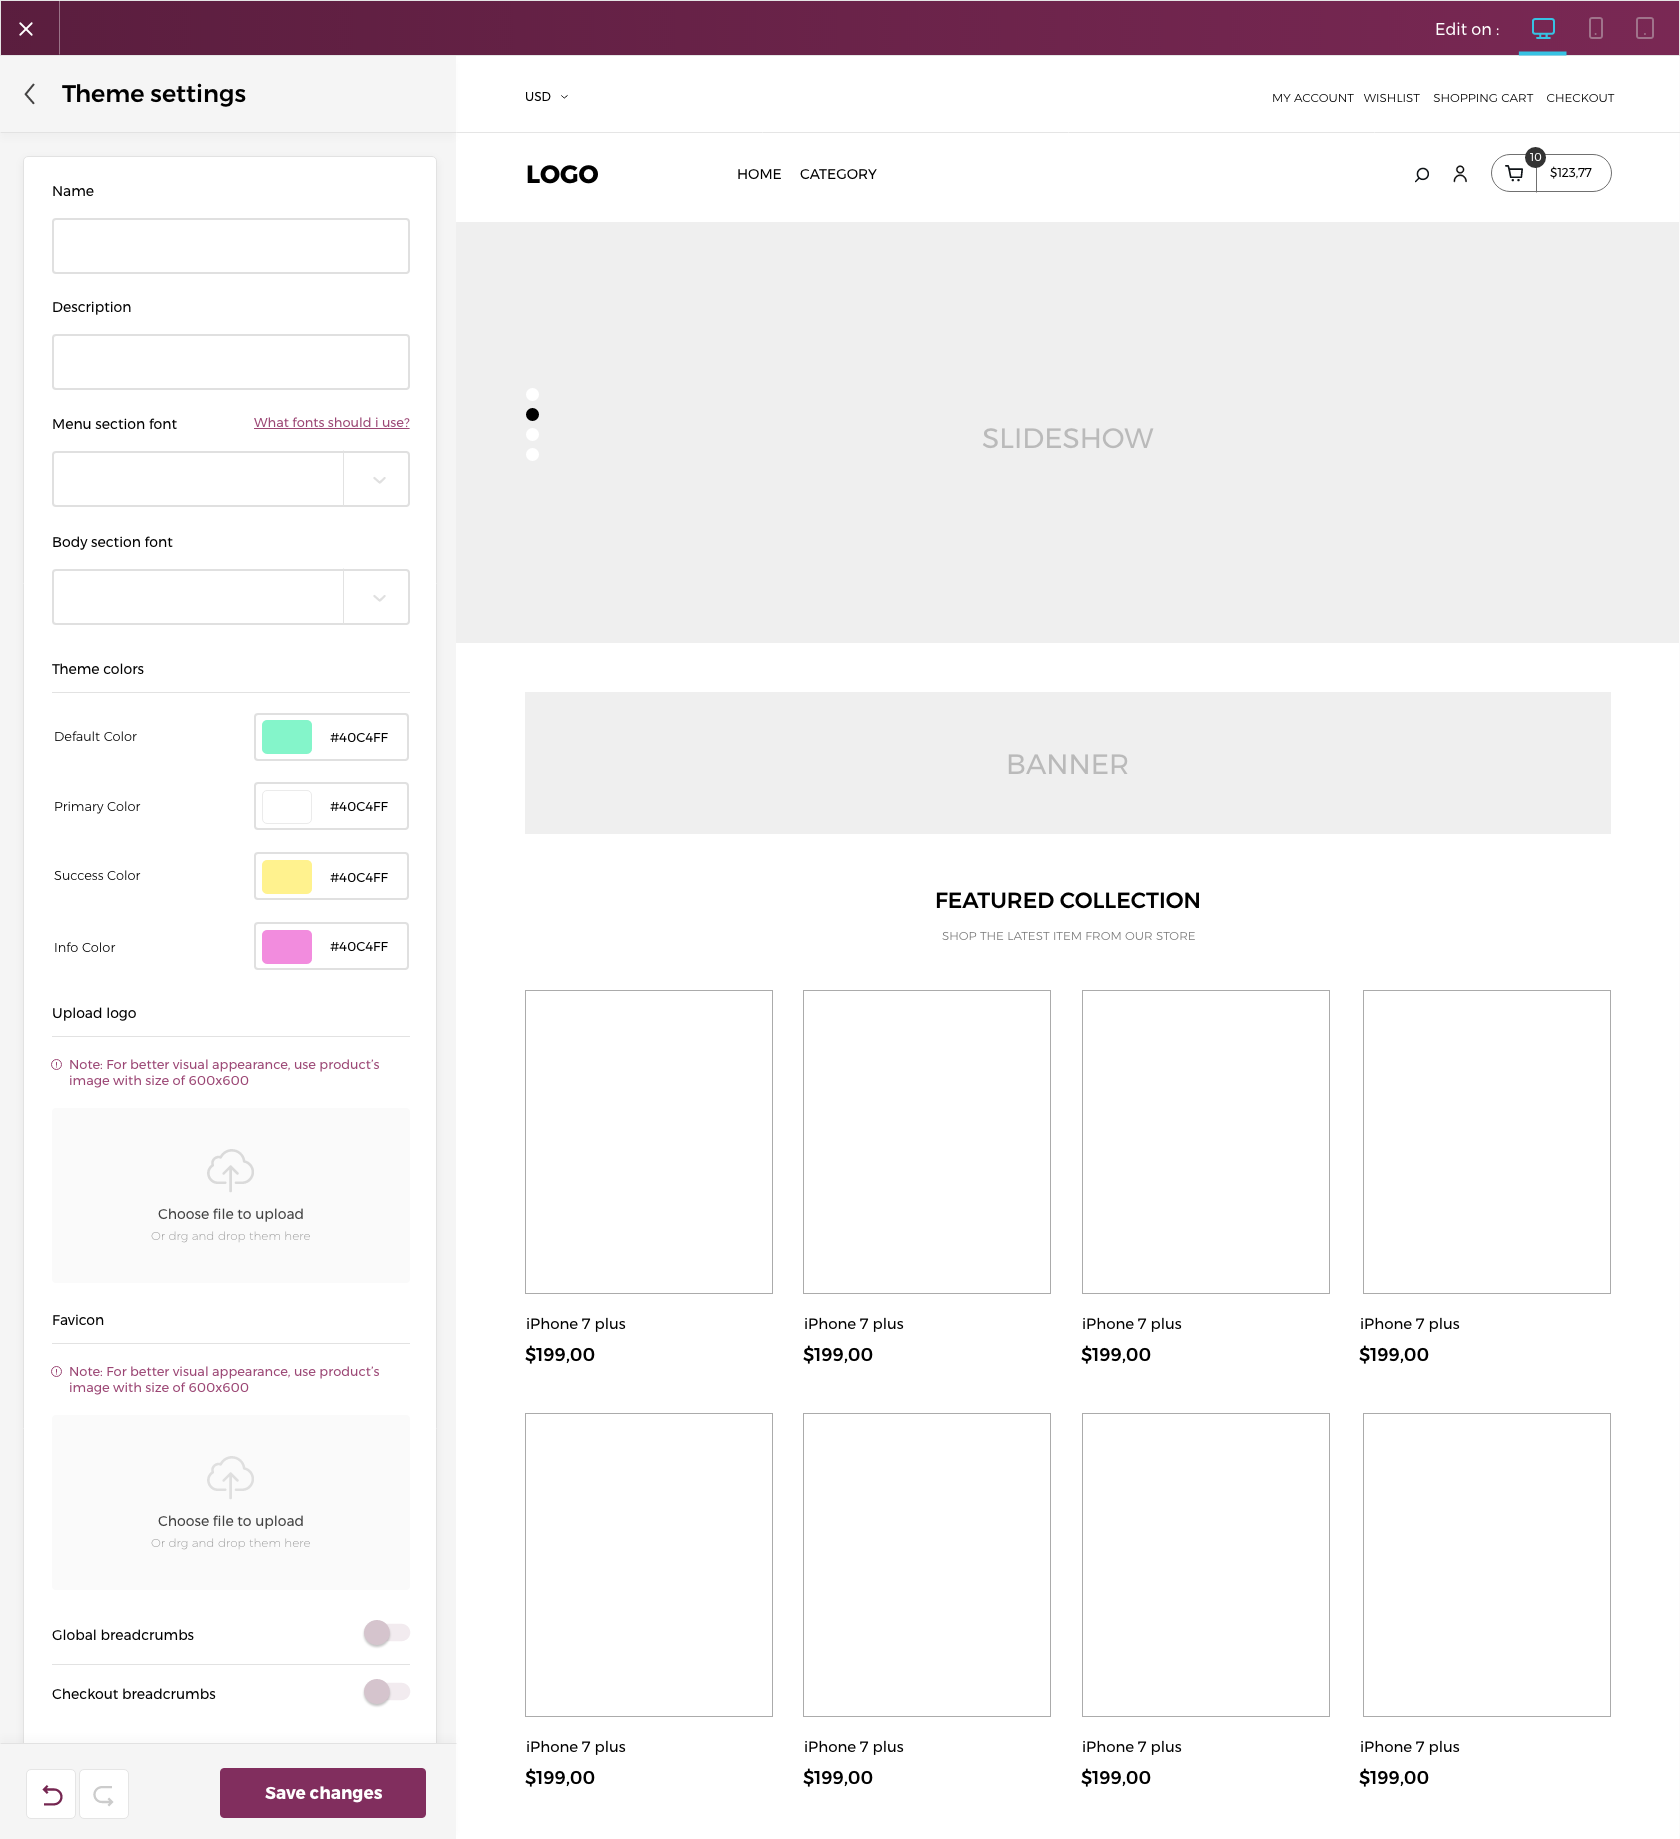 Edit on :
Theme settings
Name
Description
Menu section font
What fonts should i use?
Body section font
Theme colors
Default Color
#40C4FF
Primary Color
#40C4FF
Success Color
#40C4FF
Info Color
#40C4FF
Upload logo
Note: For better visual appearance, use product's
image with size of 600x600
Choose file to upload
Or drg and drop them here
Favicon
Note: For better visual appearance, use product's
image with size of 600x600
Choose file to upload
Or drg and drop them here
Global breadcrumbs
Checkout breadcrumbs
Save changes
USD
MY ACCOUNT WISHLIST SHOPPING CART CHECKOUT
LOGO
HOME CATEGORY
10
$123,77
SLIDESHOW
BANNER
FEATURED COLLECTION
SHOP THE LATEST ITEM FROM OUR STORE
iPhone 7 plus iPhone 7 plus iPhone 7 plus iPhone 7 plus
$199,00 $199,00 $199,00 $199,00
iPhone 7 plus iPhone 7 plus iPhone 7 plus iPhone 7 plus
$199,00 $199,00 $199,00 $199,00